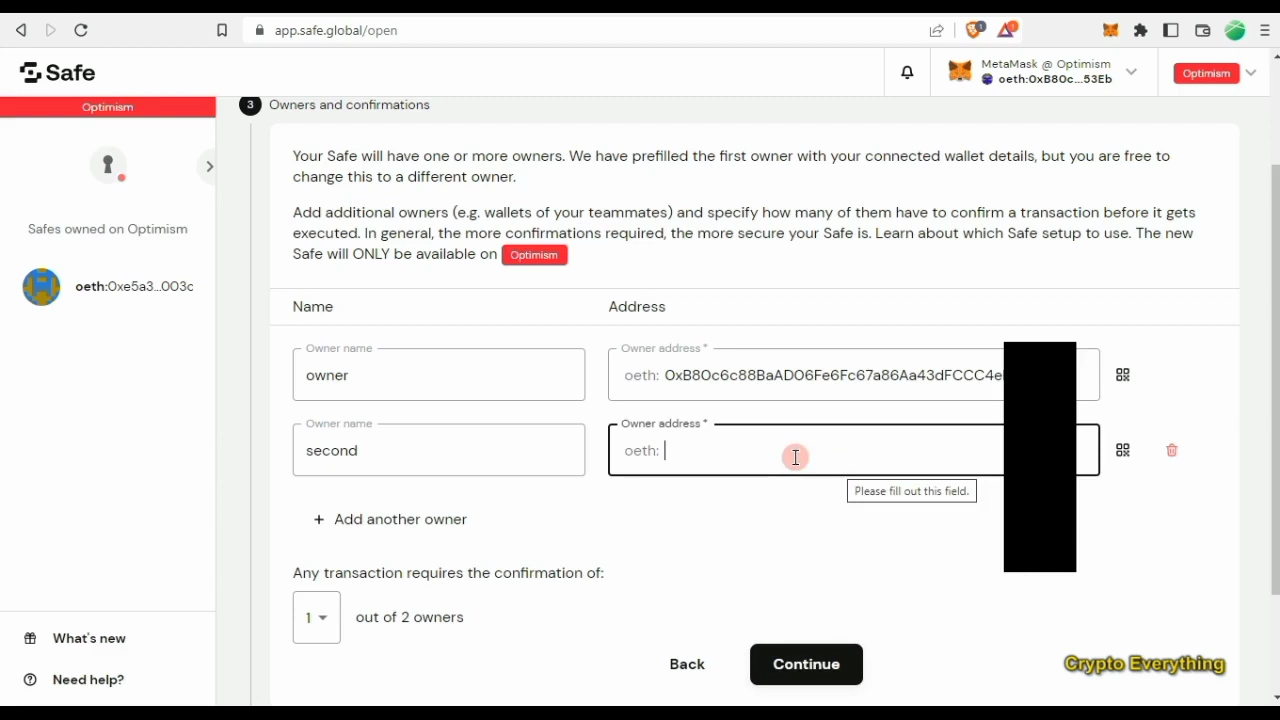 app.safe.global/open
1
1
Safe
MetaMask @ Optimism
oeth:0xB80c...53Eb
Optimism
Optimism
3 Owners and confirmations
Your Safe will have one or more owners. We have prefilled the first owner with your connected wallet details, but you are free to
change this to a different owner.
Safes owned on Optimism
Add additional owners (e.g. wallets of your teammates) and specify how many of them have to confirm a transaction before it gets
executed. In general, the more confirmations required, the more secure your Safe is. Learn about which Safe setup to use. The new
Safe will ONLY be available on Optimism
oeth:0xe5a3...003c
Name Address
Owner name Owner address *
owner oeth: 0xB80c6c88BaAD06Fe6Fc67a86Aa43dFCCC4e
Owner name Owner address *
second oeth:
Please fill out this field.
+ Add another owner
Any transaction requires the confirmation of:
1 out of 2 owners
What's new
Back Continue
Crypto Everything
Need help?